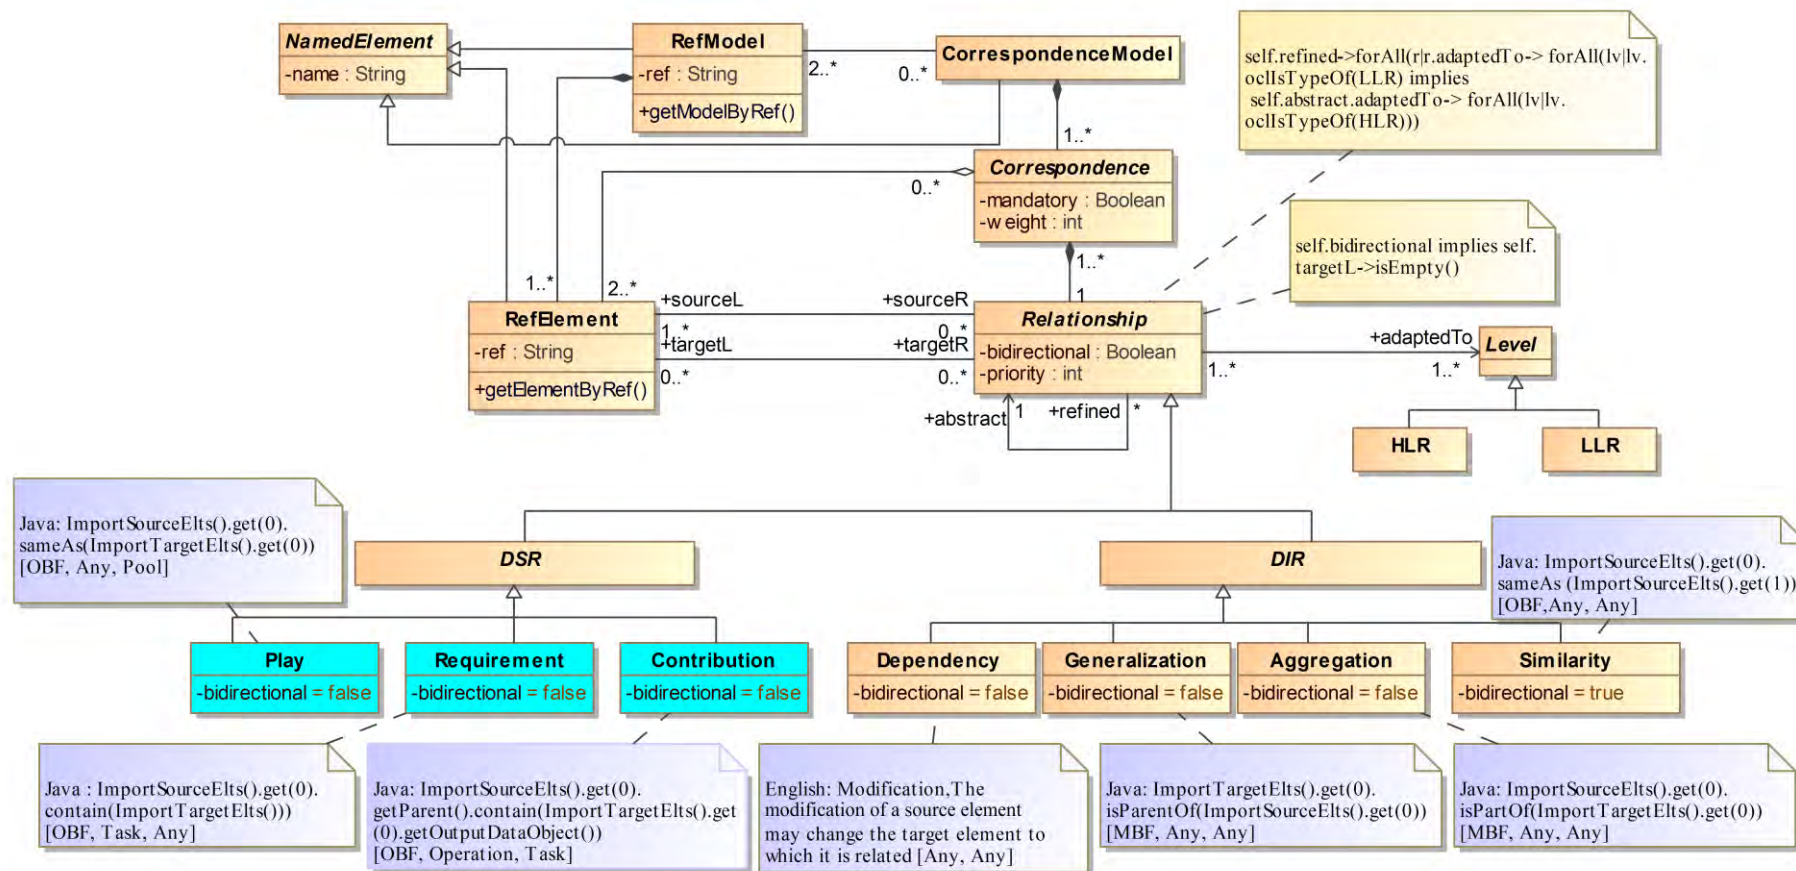 NamedElement
-name : String
RefModel
-ref : String
+getModelByRef()
2..*
0..*
CorrespondenceModel
1..*
self.refined->forAll(r|r.adaptedTo-> forAll(lv|lv.
oclIsTypeOf(LLR) implies
self.abstract.adaptedTo-> forAll(lv|lv.
oclIsTypeOf(HLR)))
Correspondence
-mandatory : Boolean
-weight : int
0..*
1..*
1
self.bidirectional implies self.
targetL->isEmpty()
1..*
2..*
RefElement
-ref : String
+getElementByRef()
+sourceL
1..*
+targetL
0..*
+sourceR
0..*
+targetR
0..*
Relationship
-bidirectional : Boolean
-priority : int
+abstract
1
+refined
*
1..*
+adaptedTo
1..*
Level
HLR
LLR
Java: ImportSourceElts().get(0).
sameAs(ImportTargetElts().get(0))
[OBF, Any, Pool]
DSR
DIR
Java: ImportSourceElts().get(0).
sameAs (ImportSourceElts().get(1))
[OBF,Any, Any]
Play
-bidirectional = false
Requirement
-bidirectional = false
Contribution
-bidirectional = false
Dependency
-bidirectional = false
Generalization
-bidirectional = false
Aggregation
-bidirectional = false
Similarity
-bidirectional = true
Java : ImportSourceElts().get(0).
contain(ImportTargetElts()))
[OBF, Task, Any]
Java: ImportSourceElts().get(0).
getParent().contain(ImportTargetElts().get
(0).getOutputDataObject())
[OBF, Operation, Task]
English: Modification,The
modification of a source element
may change the target element to
which it is related [Any, Any]
Java: ImportTargetElts().get(0).
isParentOf(ImportSourceElts().get(0))
[MBF, Any, Any]
Java: ImportSourceElts().get(0).
isPartOf(ImportTargetElts().get(0))
[MBF, Any, Any]